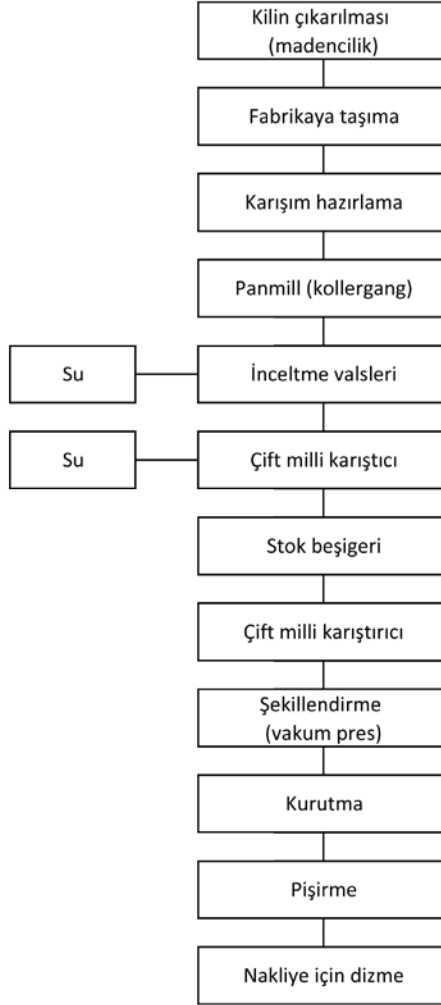 Kilin çıkarılması
(madencilik)
Fabrikaya taşıma
Karışım hazırlama
Panmill (kollergang)
Su
İnceltme valsleri
Su
Çift milli karıştıcı
Stok beşigeri
Çift milli karıştırıcı
Şekillendirme
(vakum pres)
Kurutma
Pişirme
Nakliye için dizme